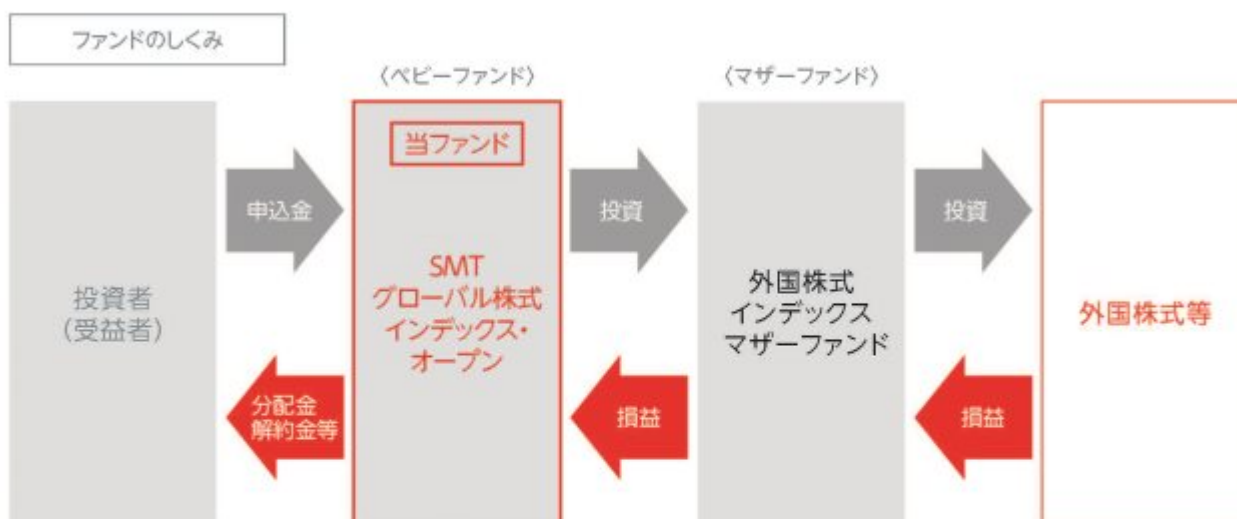 ファンドのしくみ
〈ベビーファンド〉
〈マザーファンド〉
投資者
（受益者）
申込金
分配金
解約金等
当ファンド
SMT
グローバル株式
インデックス・
オープン
投資
損益
外国株式
インデックス
マザーファンド
投資
損益
外国株式等